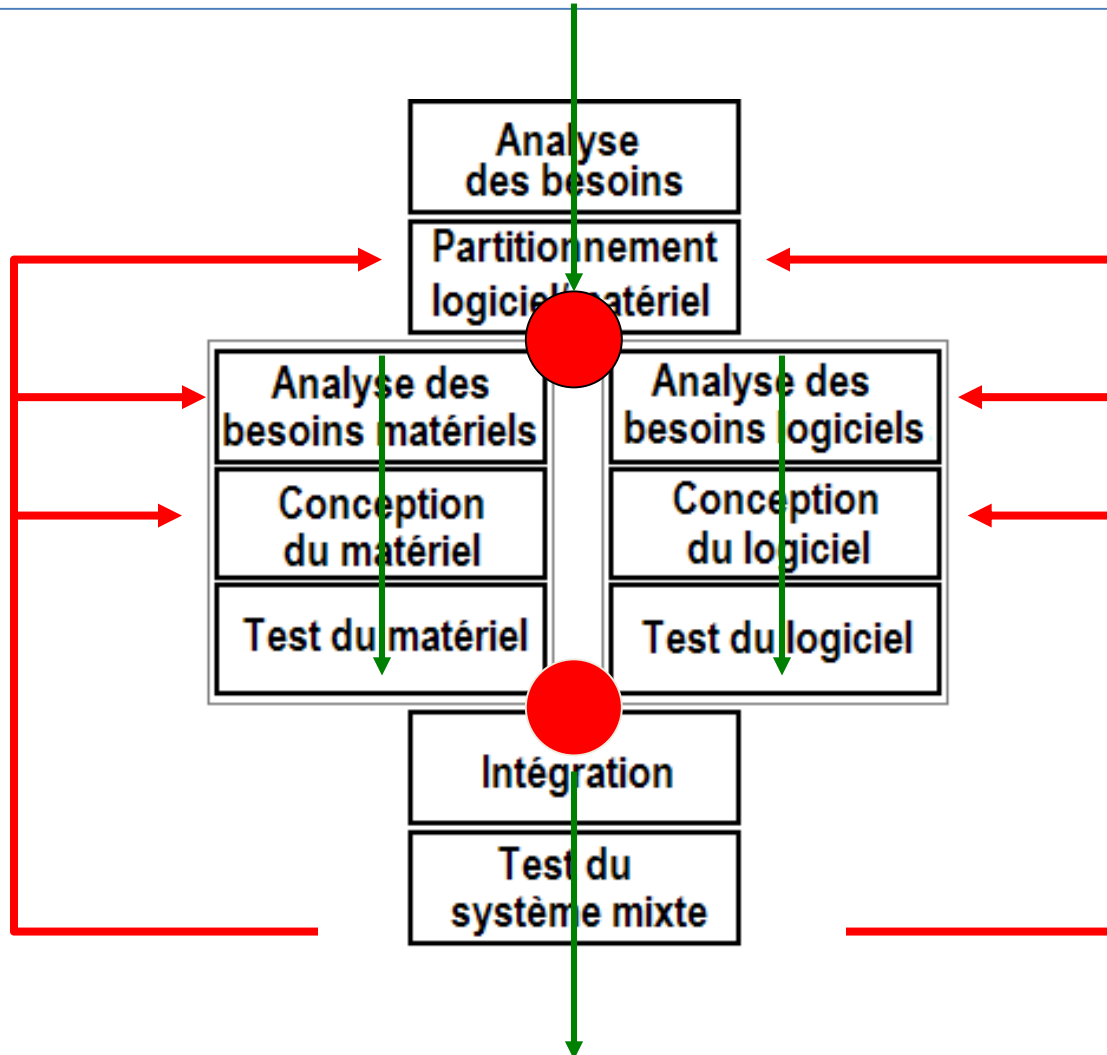 Analyse
des besoins
Partitionnement
logiciel/matériel
Analyse des
besoins matériels
Conception
du matériel
Test du matériel
Analyse des
besoins logiciels
Conception
du logiciel
Test du logiciel
Intégration
Test du
système mixte